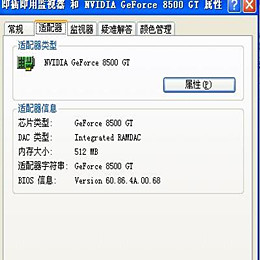 即插即用监视器 和 NVIDIA GeForce 8500 GT 属性
常规 适配器 监视器 疑难解答 颜色管理
适配器类型
NVIDIA GeForce 8500 GT
属性(P)
适配器信息
芯片类型: GeForce 8500 GT
DAC 类型: Integrated RAMDAC
内存大小: 512 MB
适配器字符串: GeForce 8500 GT
BIOS 信息: Version 60.86.4A.00.68